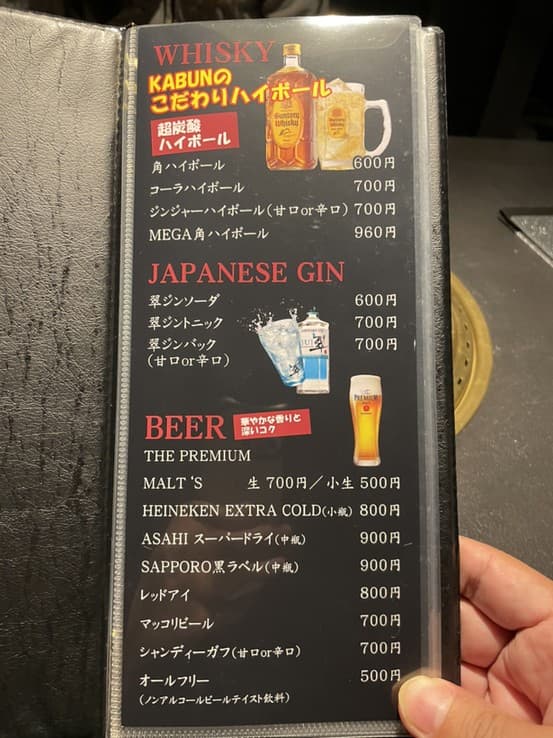 WHISKY
KABUNの
こだわりハイボール
超炭酸
ハイボール
角ハイボール 600円
コーラハイボール 700円
ジンジャーハイボール(甘口or辛口) 700円
MEGA角ハイボール 960円
JAPANESE GIN
翠ジンソーダ 600円
翠ジントニック 700円
翠ジンバック 700円
(甘口or辛口)
翠
BEER 華やかな香りと
深いコク
The
PREMIUM
THE PREMIUM
MALT‘S 生 700円/小生 500円
HEINEKEN EXTRA COLD(小瓶) 800円
ASAHI スーパードライ(中瓶) 900円
SAPPORO黒ラベル(中瓶) 900円
レッドアイ 800円
マッコリビール 700円
シャンディーガフ(甘口or辛口) 700円
オールフリー 500円
(ノンアルコールビールテイスト飲料)